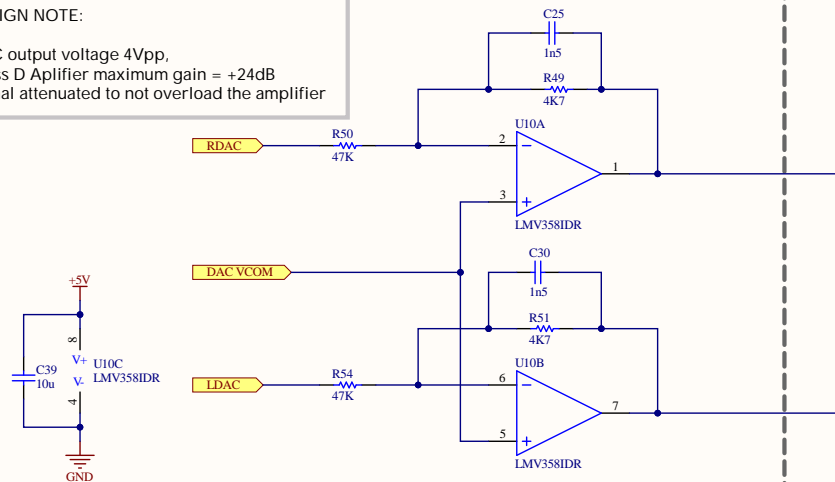 IGN NOTE:
output voltage 4Vpp,
s D Aplifier maximum gain = +24dB
al attenuated to not overload the amplifier
C25
1n5
R49
4K7
U10A
RDAC
R50
47K
2
1
3
LMV358IDR
DAC VCOM
C30
1n5
R51
4K7
+5V
8
V+
U10C
V-
LMV358IDR
C39
10u
4
GND
U10B
LDAC
R54
47K
6
7
5
LMV358IDR